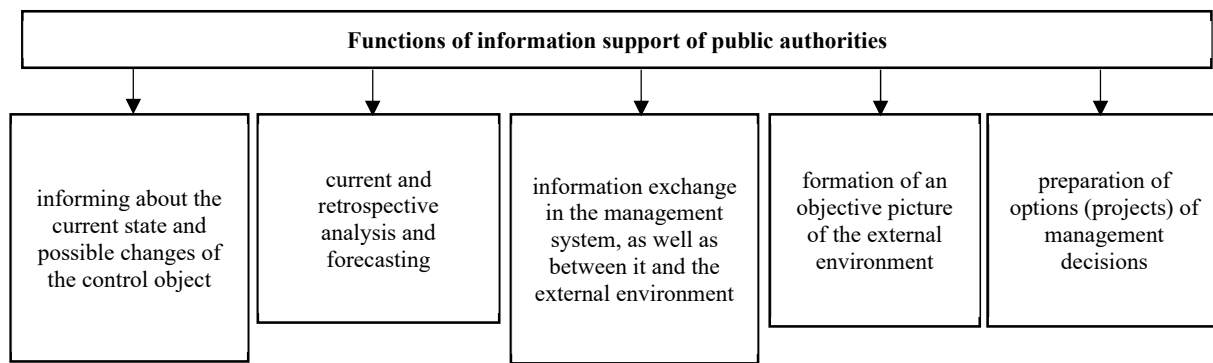 Functions of information support of public authorities
informing about the
current state and
possible changes of
the control object
current and
retrospective
analysis and
forecasting
information exchange
in the management
system, as well as
between it and the
external environment
formation of an
objective picture
of the external
environment
preparation of
options (projects) of
management
decisions